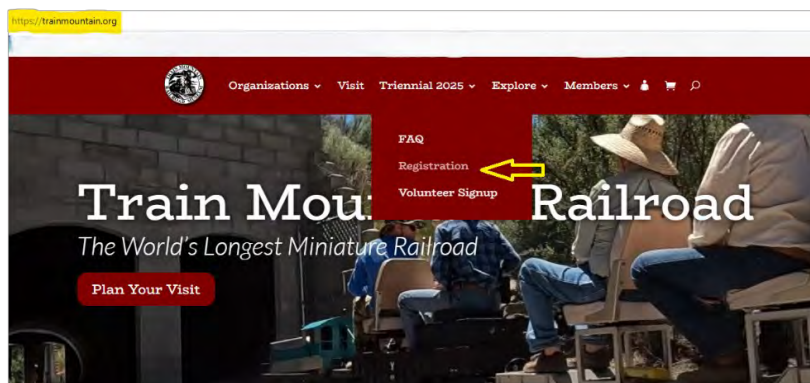 https://trainmountain.org
Organizations Visit Triennial 2025 Explore Members
FAQ
Registration
Volunteer Signup
Train Mou Railroad
The World's Longest Miniature Railroad
Plan Your Visit